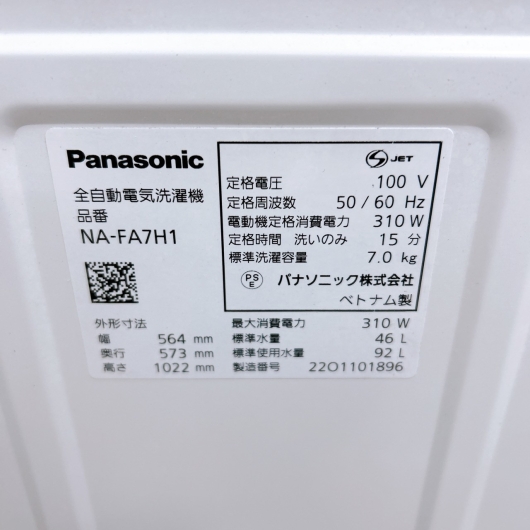 Panasonic
全自動電気洗濯機
品番
NA-FA7H1
外形寸法
幅 564 mm
奥行 573 mm
高さ 1022 mm
S JET
定格電圧 100 V
定格周波数 50 / 60 Hz
電動機定格消費電力 310 W
定格時間 洗いのみ 15 分
標準洗濯容量 7.0 kg
PS E パナソニック株式会社
ベトナム製
最大消費電力 310 W
標準水量 46 L
標準使用水量 92 L
製造番号 2201101896